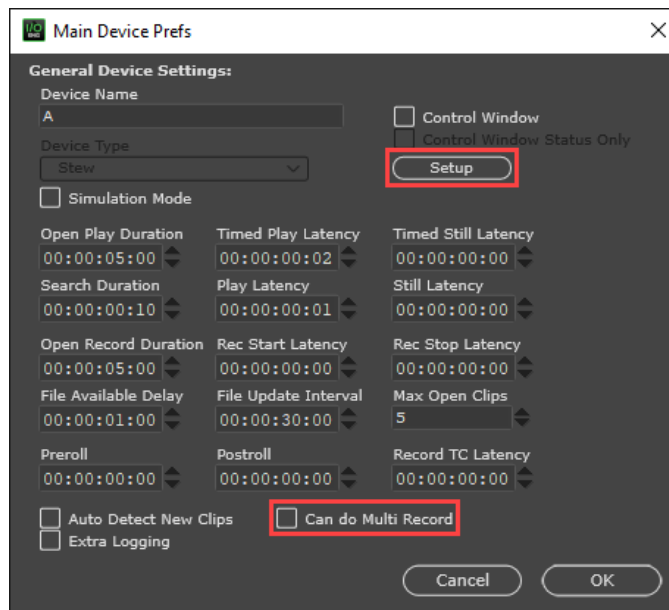 I/O
Main Device Prefs
General Device Settings:
Device Name
A
Control Window
Control Window Status Only
Device Type
Stew
Setup
Simulation Mode
Open Play Duration Timed Play Latency Timed Still Latency
00:00:05:00 00:00:00:02 00:00:00:00
Search Duration Play Latency Still Latency
00:00:00:10 00:00:00:01 00:00:00:00
Open Record Duration Rec Start Latency Rec Stop Latency
00:00:05:00 00:00:00:00 00:00:00:00
File Available Delay File Update Interval Max Open Clips
00:00:01:00 00:00:30:00 5
Preroll Postroll Record TC Latency
00:00:00:00 00:00:00:00 00:00:00:00
Auto Detect New Clips Can do Multi Record
Extra Logging
Cancel OK